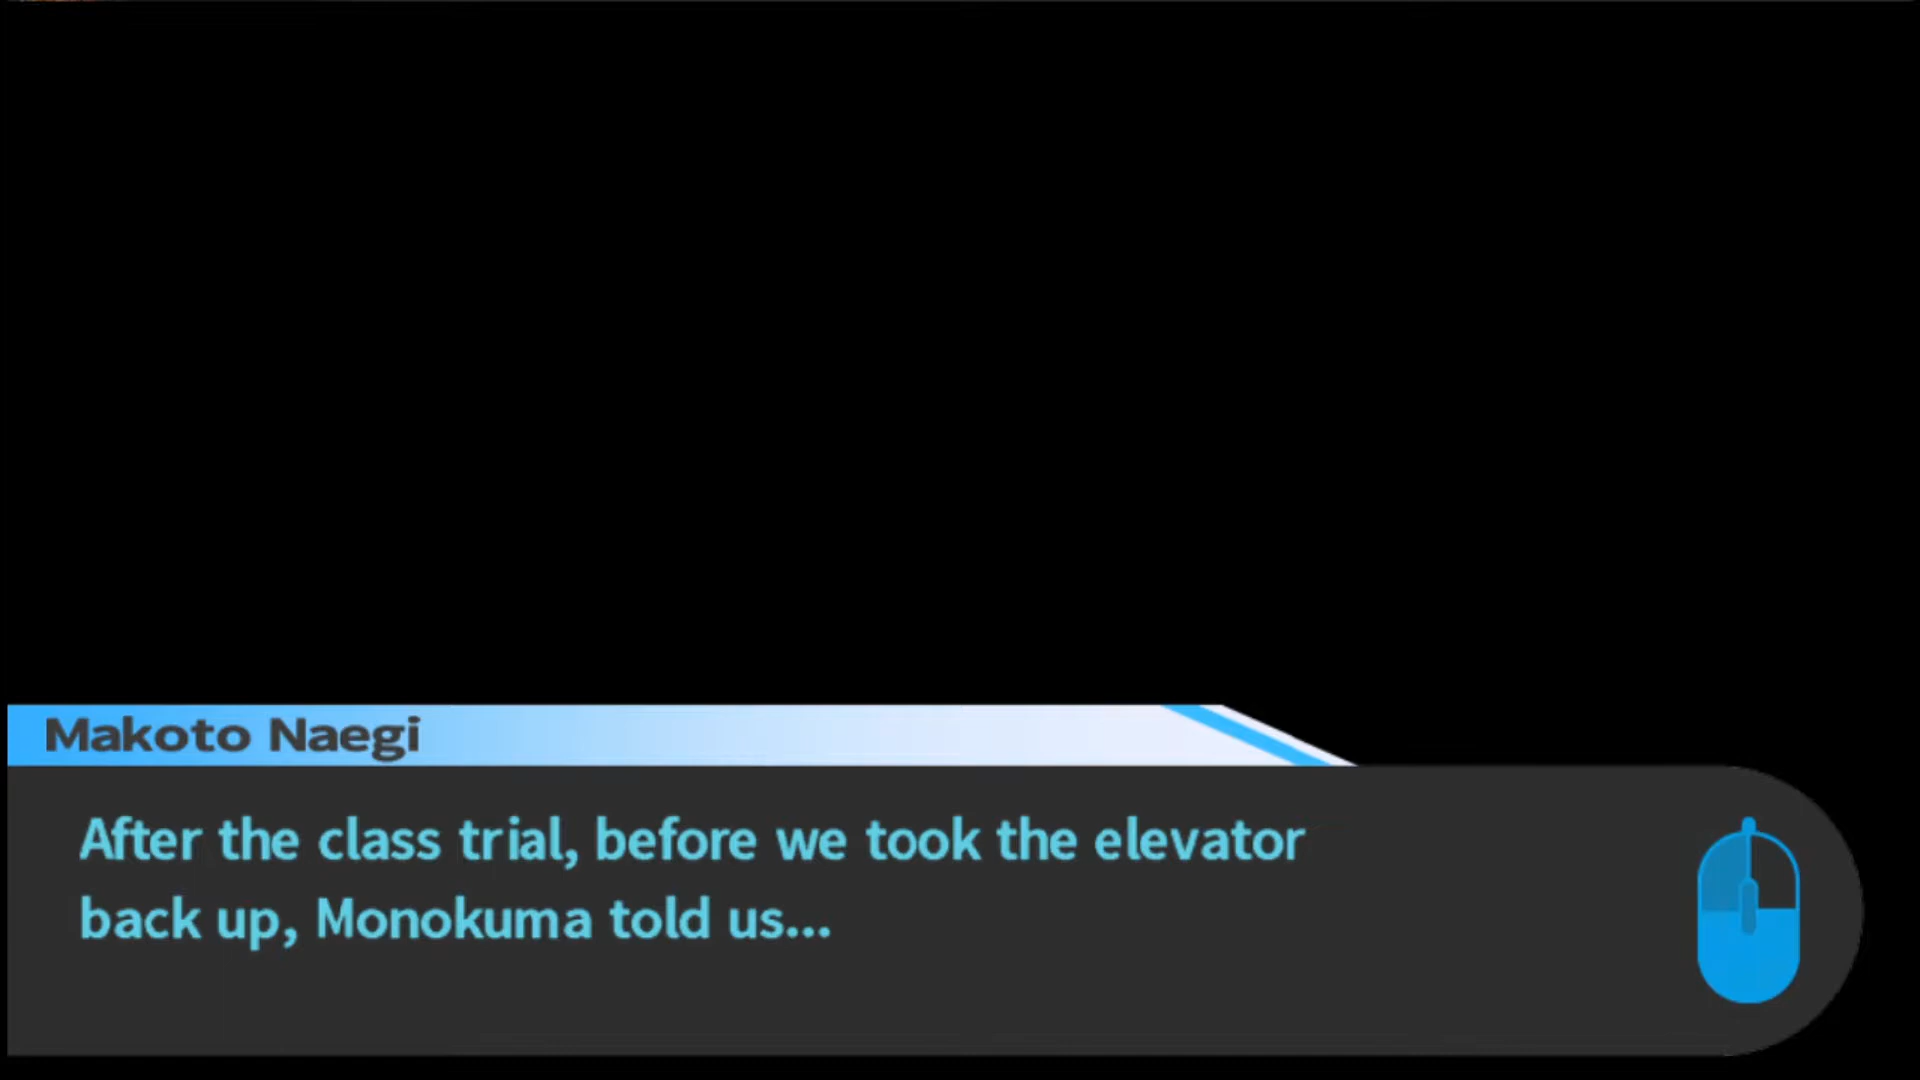 Makoto Naegi
After the class trial, before we took the elevator
back up, Monokuma told us...